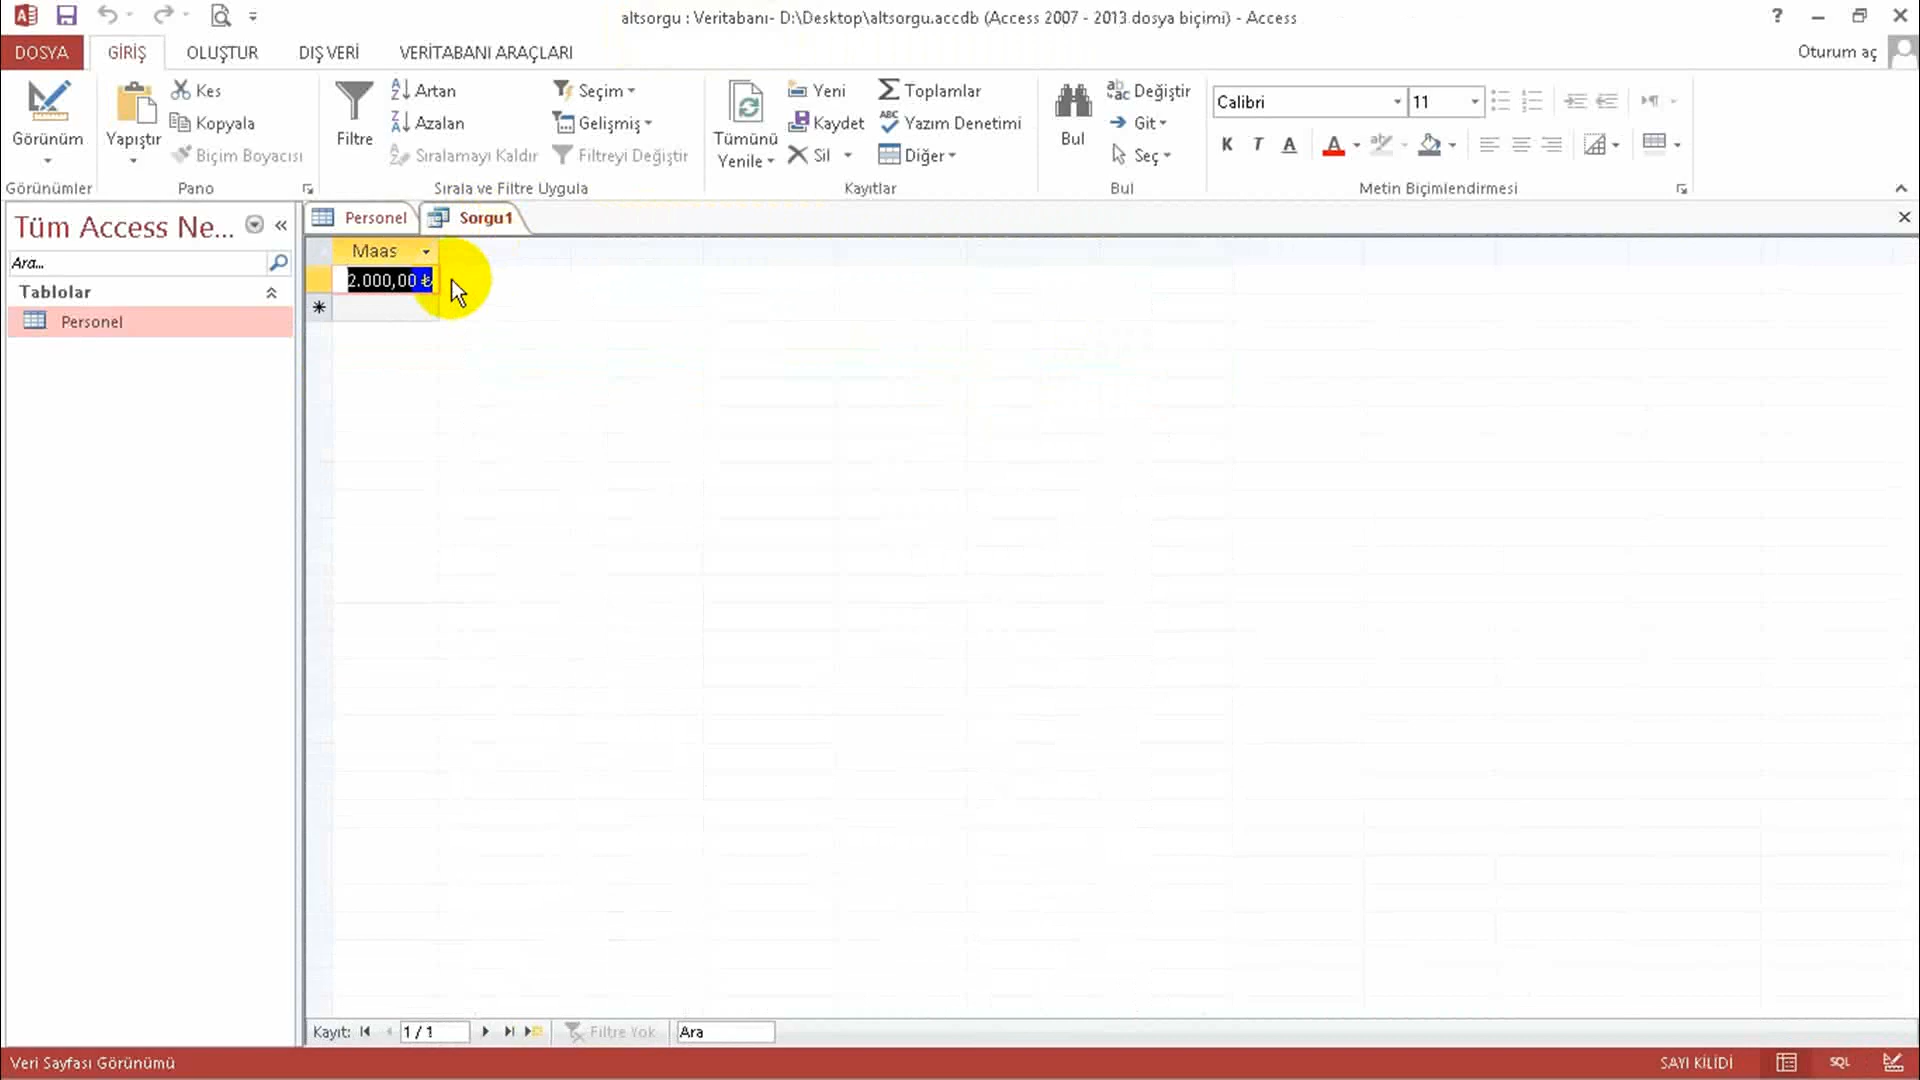 altsorgu : Veritabanı- D:\Desktop\altsorgu.accdb (Access 2007 - 2013 dosya biçimi) - Access
DOSYA GİRİŞ OLUŞTUR DIŞ VERİ VERİTABANI ARAÇLARI Oturum aç
Görünüm
Görünümler
Yapıştır
Kes
Kopyala
Biçim Boyacısı
Pano
Filtre
Artan
Azalan
Sıralamayı Kaldır
Seçim
Gelişmiş
Filtreyi Değiştir
Sırala ve Filtre Uygula
Tümünü
Yenile
Yeni
Kaydet
Sil
Toplamlar
Yazım Denetimi
Diğer
Kayıtlar
Bul
Değiştir
Git
Seç
Bul
Calibri 11
K T A
Metin Biçimlendirmesi
Tüm Access Ne...
Ara...
Tablolar
Personel
Personel Sorgu1
Maas
2.000,00 ₺
Kayıt: 1 / 1 Filtre Yok Ara
Veri Sayfası Görünümü SAYI KİLİDİ SQL